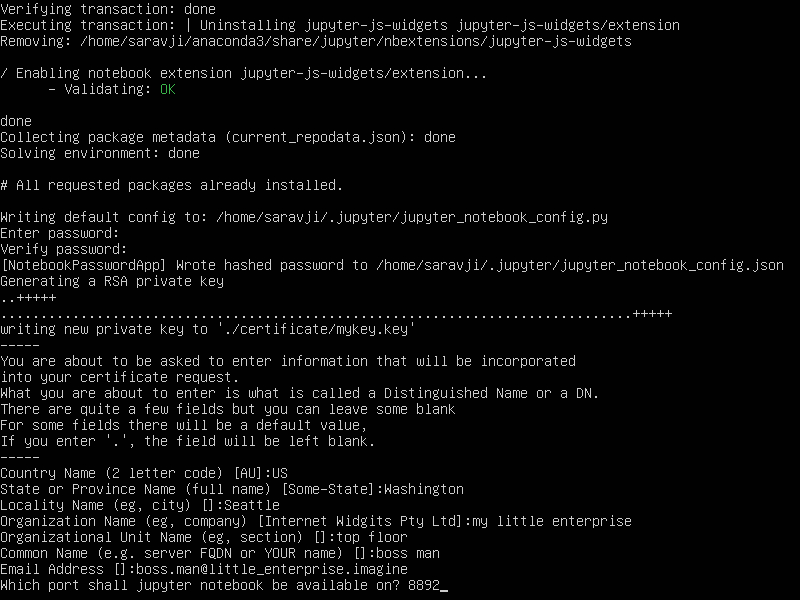 Verifying transaction: done
Executing transaction: | Uninstalling jupyter-js-widgets jupyter-js-widgets/extension
Removing: /home/saravji/anaconda3/share/jupyter/nbextensions/jupyter-js-widgets
/ Enabling notebook extension jupyter-js-widgets/extension...
- Validating: OK
done
Collecting package metadata (current_repodata.json): done
Solving environment: done
# All requested packages already installed.
Writing default config to: /home/saravji/.jupyter/jupyter_notebook_config.py
Enter password:
Verify password:
[NotebookPasswordApp] Wrote hashed password to /home/saravji/.jupyter/jupyter_notebook_config.json
Generating a RSA private key
..+++++
...............................................................................+++++
writing new private key to './certificate/mykey.key'
-----
You are about to be asked to enter information that will be incorporated
into your certificate request.
What you are about to enter is what is called a Distinguished Name or a DN.
There are quite a few fields but you can leave some blank
For some fields there will be a default value,
If you enter '.', the field will be left blank.
-----
Country Name (2 letter code) [AU]:US
State or Province Name (full name) [Some-State]:Washington
Locality Name (eg, city) []:Seattle
Organization Name (eg, company) [Internet Widgits Pty Ltd]:my little enterprise
Organizational Unit Name (eg, section) []:top floor
Common Name (e.g. server FQDN or YOUR name) []:boss man
Email Address []:boss.man@little_enterprise.imagine
Which port shall jupyter notebook be available on? 8892_